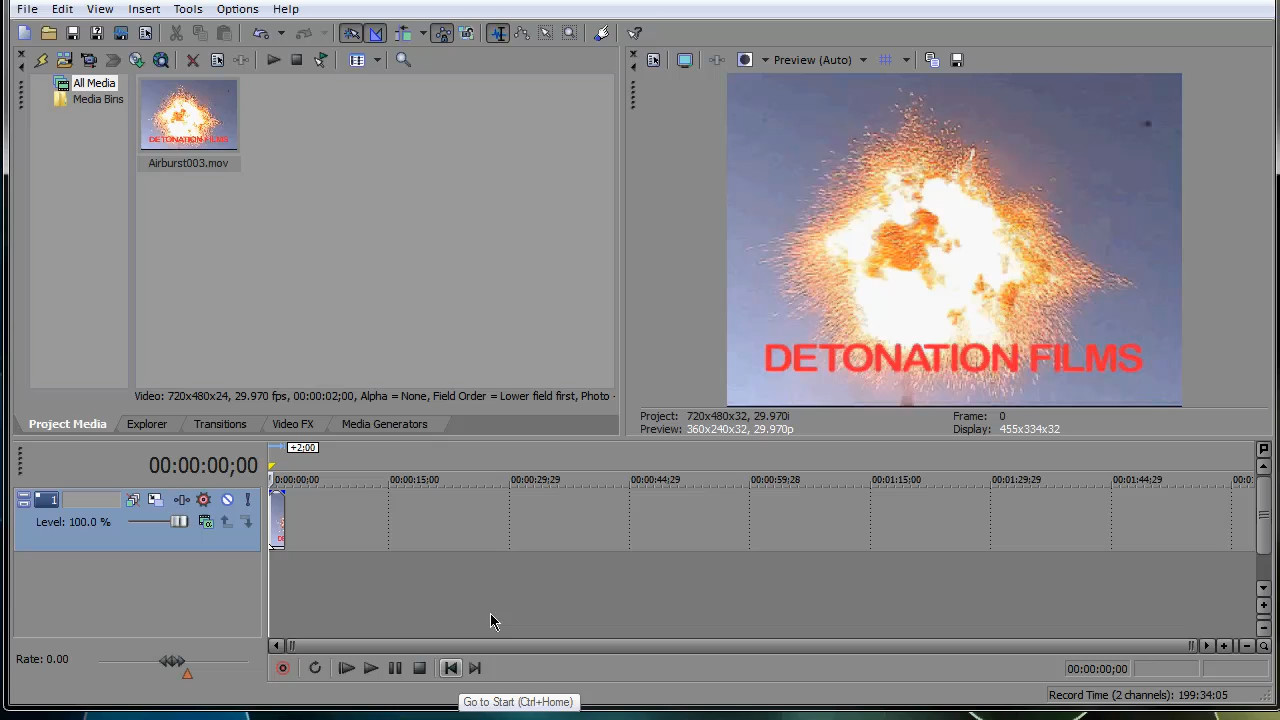 File Edit View Insert Tools Options Help
Preview (Auto)
All Media
Media Bins
Airburst003.mov
DETONATION FILMS
DETONATION FILMS
Video: 720x480x24, 29.970 fps, 00:00:02;00, Alpha = None, Field Order = Lower field first, Photo -
Project: 720x480x32, 29.970i Frame: 0
Preview: 360x240x32, 29.970p Display: 455x334x32
Project Media Explorer Transitions Video FX Media Generators
+2;00
00:00:00;00
0:00:00;00 00:00:15;00 00:00:29;29 00:00:44;29 00:00:59;28 00:01:15;00 00:01:29;29 00:01:44;29
1
Level: 100.0 %
Rate: 0.00
00:00:00;00
Go to Start (Ctrl+Home)
Record Time (2 channels): 199:34:05